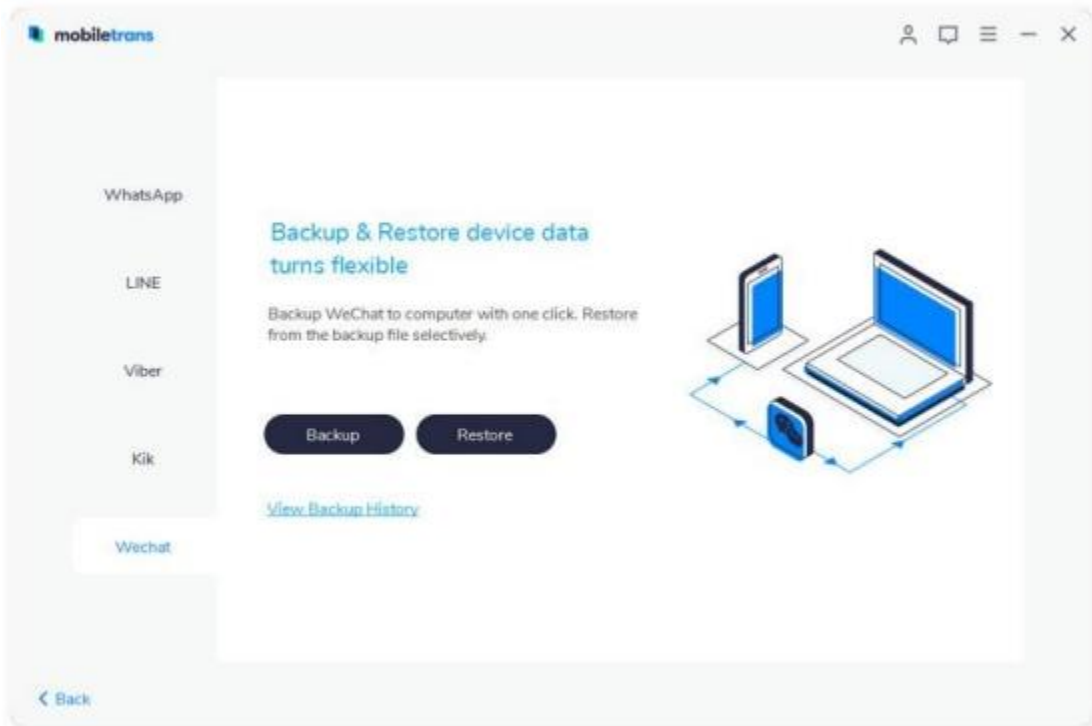 mobiletrans
WhatsApp
LINE
Viber
Kik
Wechat
Backup & Restore device data
turns flexible
Backup WeChat to computer with one click. Restore
from the backup file selectively.
Backup
Restore
View Backup History
Back